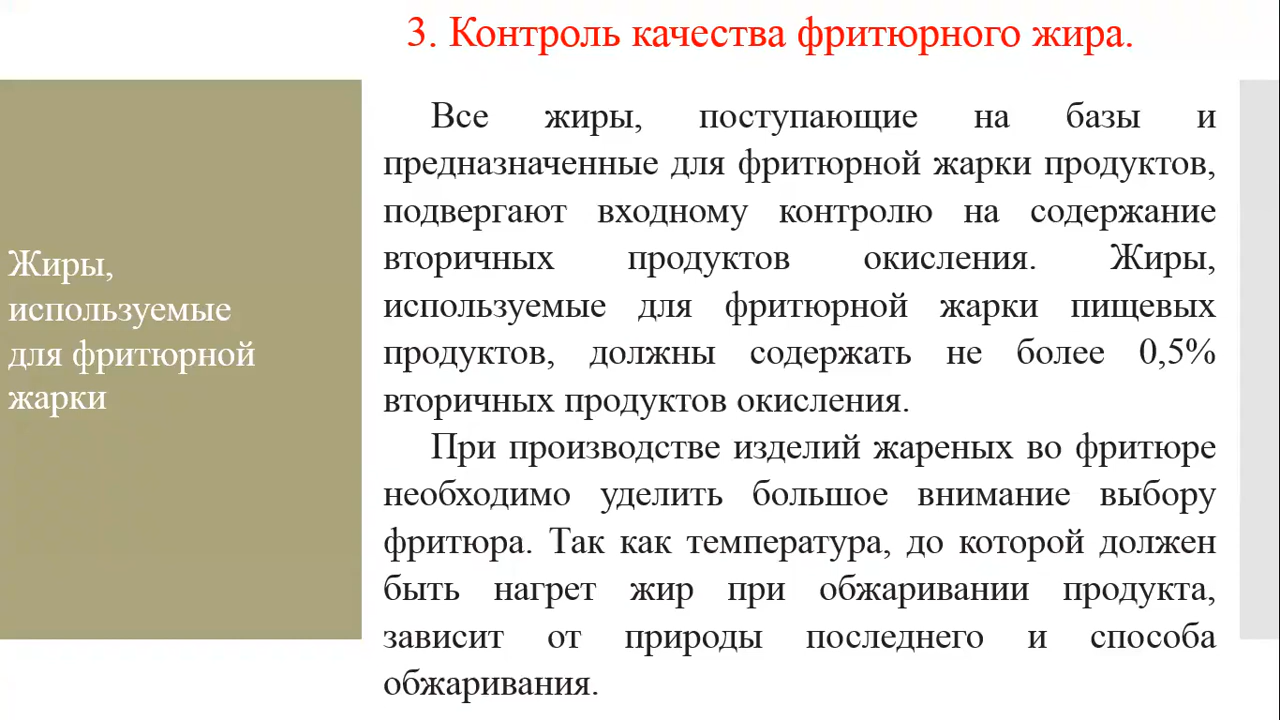 3. Контроль качества фритюрного жира.
Жиры,
используемые
для фритюрной
жарки
Все жиры, поступающие на базы и
предназначенные для фритюрной жарки продуктов,
подвергают входному контролю на содержание
вторичных продуктов окисления. Жиры,
используемые для фритюрной жарки пищевых
продуктов, должны содержать не более 0,5%
вторичных продуктов окисления.
При производстве изделий жареных во фритюре
необходимо уделить большое внимание выбору
фритюра. Так как температура, до которой должен
быть нагрет жир при обжаривании продукта,
зависит от природы последнего и способа
обжаривания.